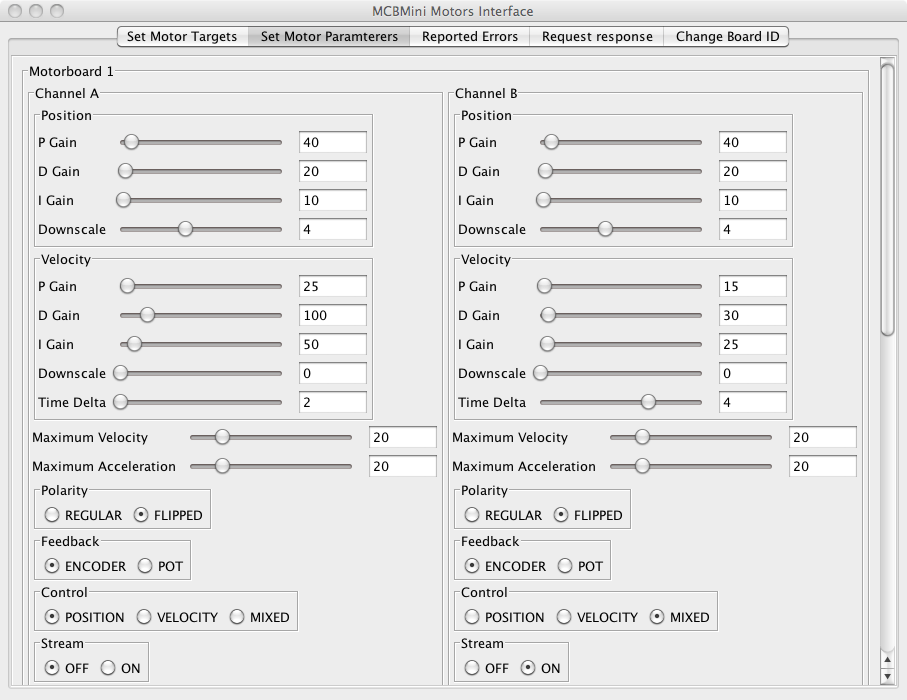 MCBMini Motors Interface
Set Motor Targets Set Motor Paramterers Reported Errors Request response Change Board ID
Motorboard 1
Channel A
Position
P Gain 40
D Gain 20
I Gain 10
Downscale 4
Velocity
P Gain 25
D Gain 100
I Gain 50
Downscale 0
Time Delta 2
Maximum Velocity 20
Maximum Acceleration 20
Polarity
REGULAR FLIPPED
Feedback
ENCODER POT
Control
POSITION VELOCITY MIXED
Stream
OFF ON
Channel B
Position
P Gain 40
D Gain 20
I Gain 10
Downscale 4
Velocity
P Gain 15
D Gain 30
I Gain 25
Downscale 0
Time Delta 4
Maximum Velocity 20
Maximum Acceleration 20
Polarity
REGULAR FLIPPED
Feedback
ENCODER POT
Control
POSITION VELOCITY MIXED
Stream
OFF ON